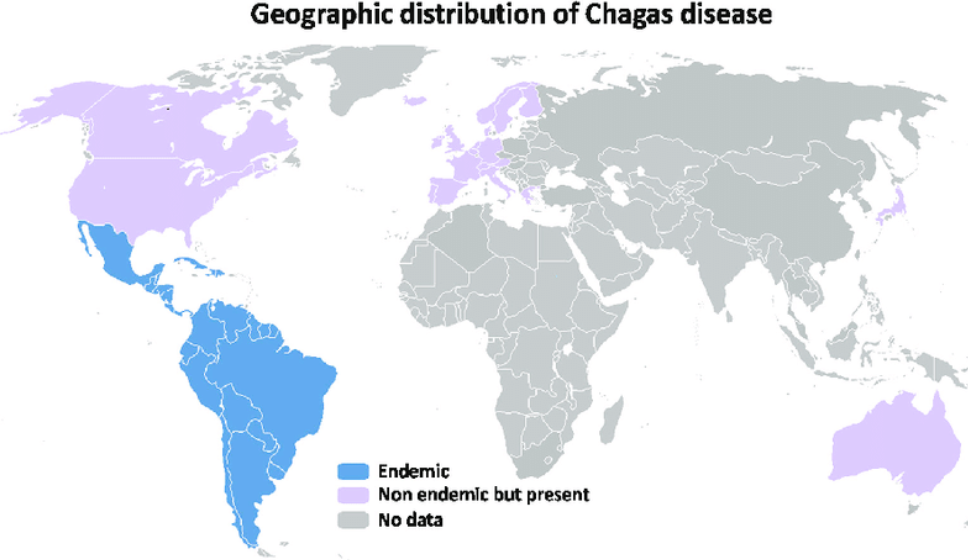 Geographic distribution of Chagas disease
Endemic
Non endemic but present
No data